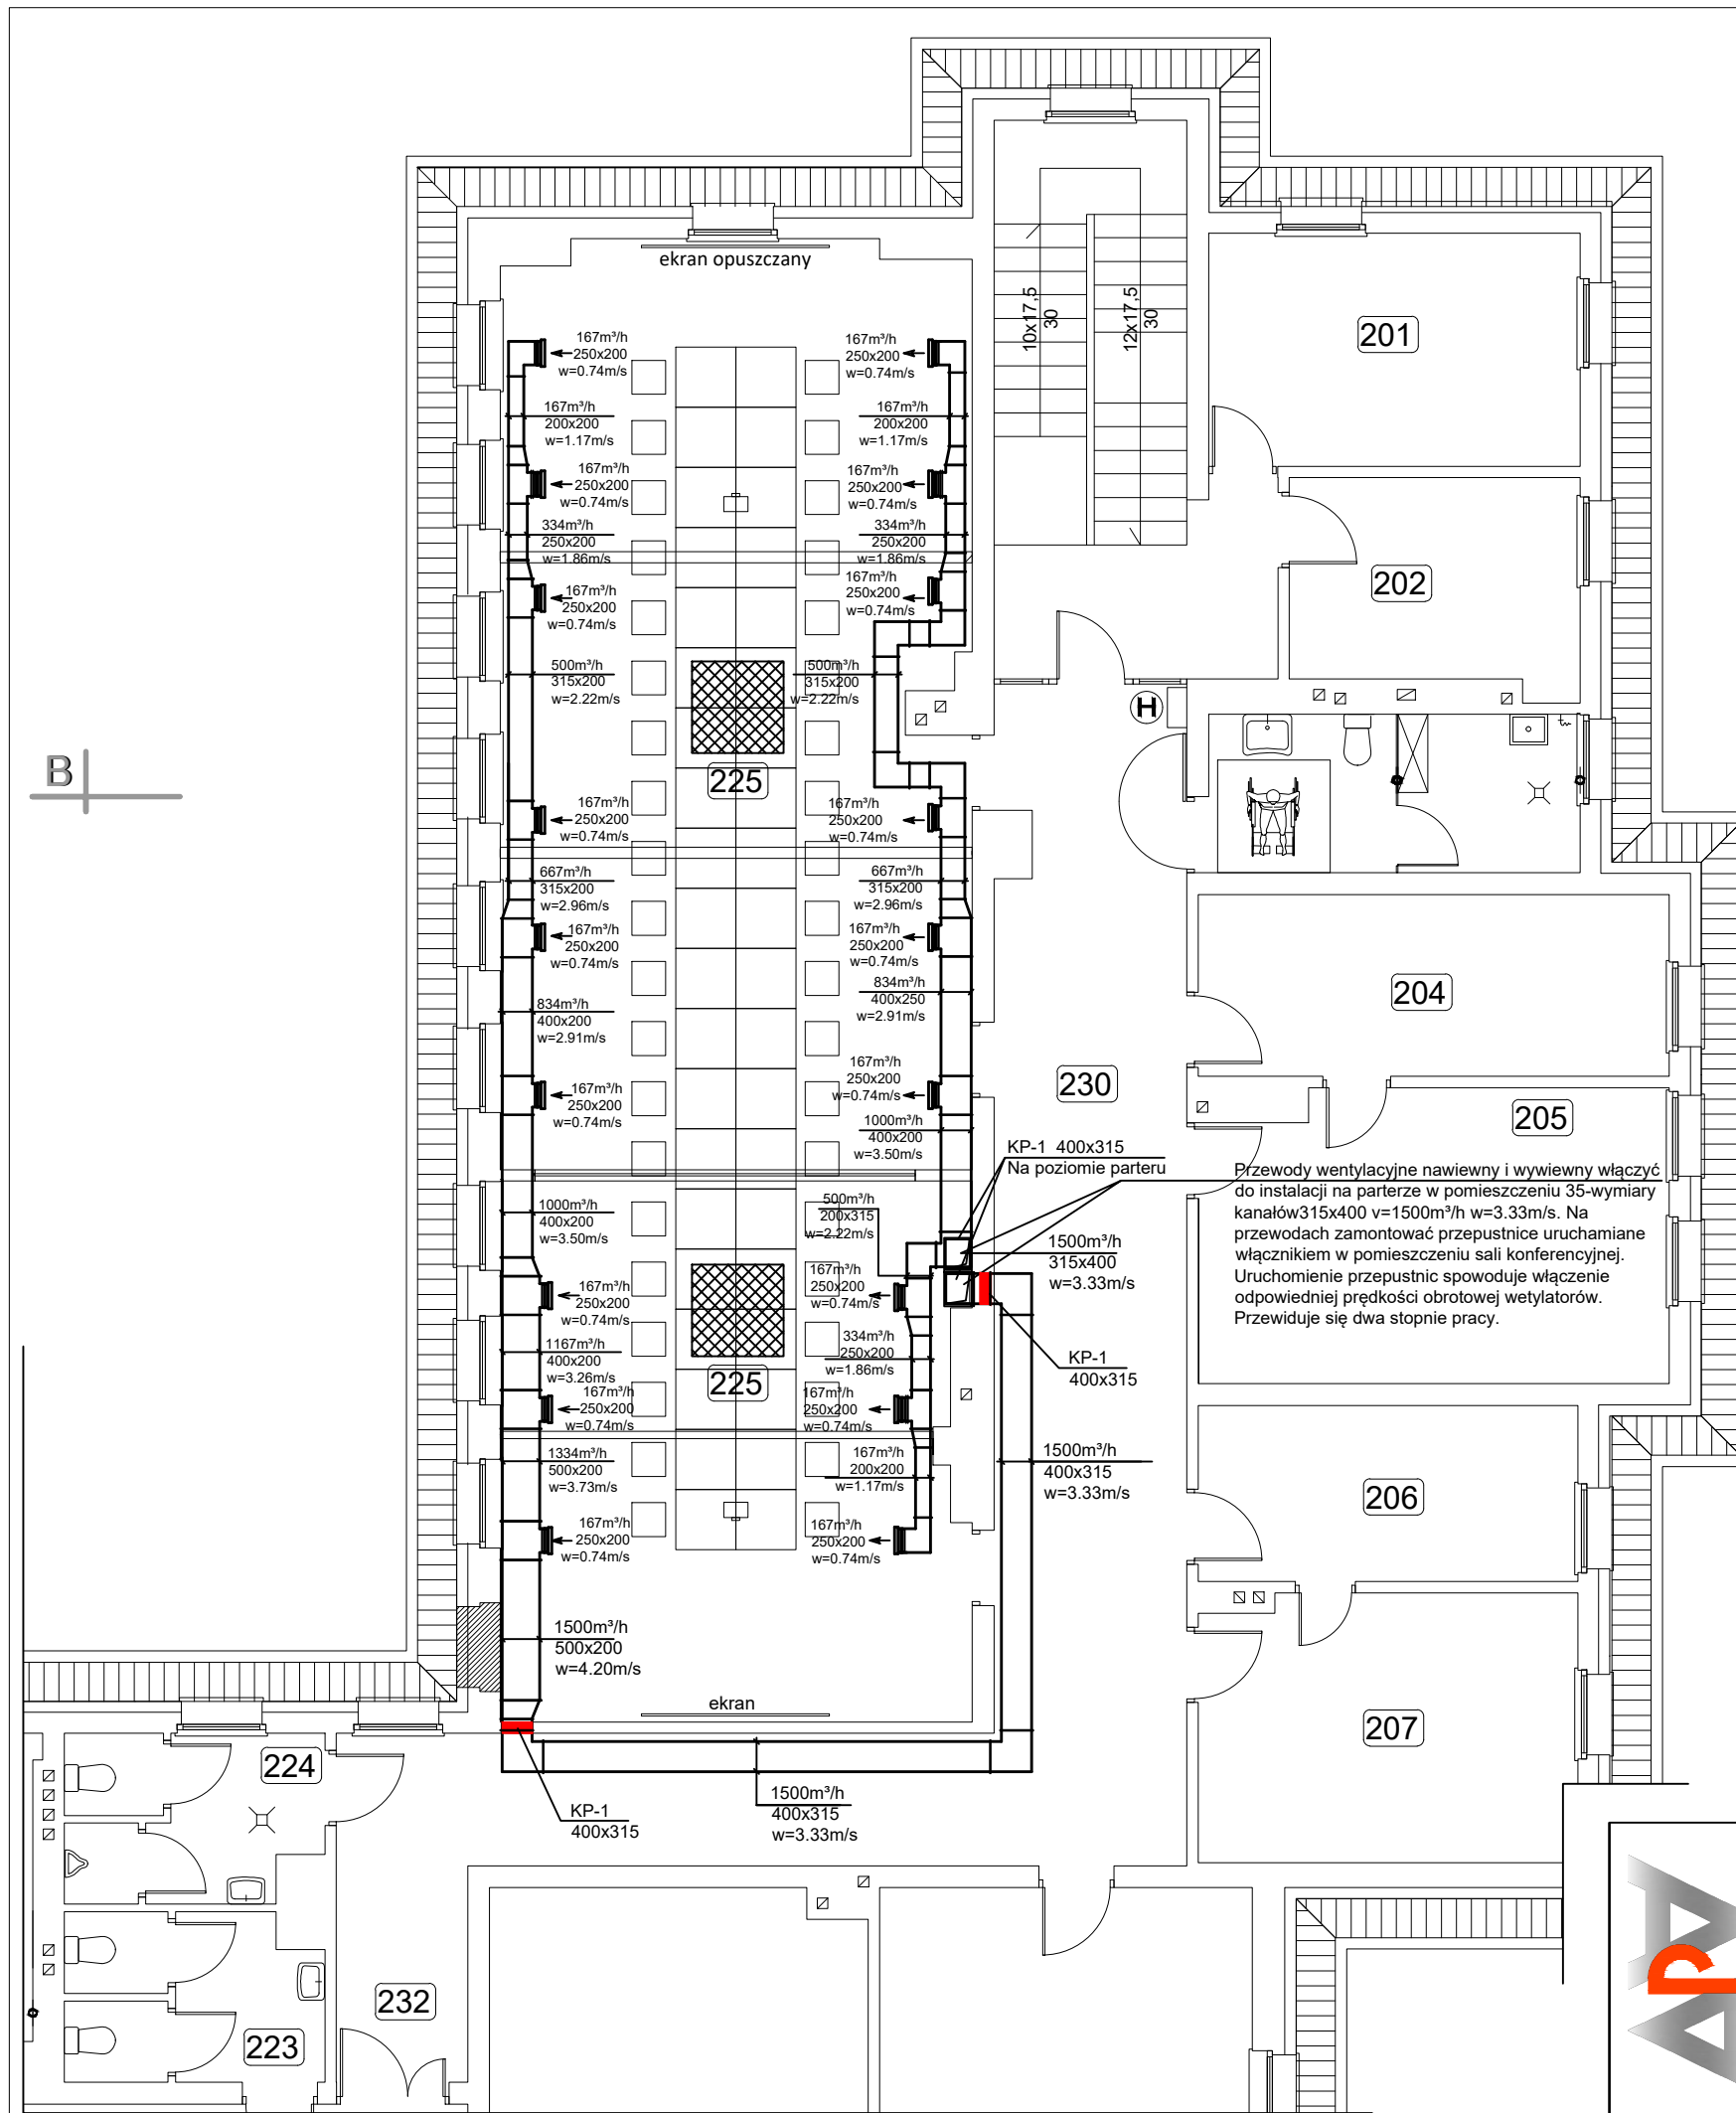 ekran opuszczany
10x17,5
30
12x17,5
30
201
167m³/h
250x200
w=0.74m/s
167m³/h
250x200
w=0.74m/s
167m³/h
200x200
w=1.17m/s
167m³/h
200x200
w=1.17m/s
167m³/h
250x200
w=0.74m/s
167m³/h
250x200
w=0.74m/s
334m³/h
250x200
w=1.86m/s
334m³/h
250x200
w=1.86m/s
202
167m³/h
250x200
w=0.74m/s
167m³/h
250x200
w=0.74m/s
500m³/h
315x200
w=2.22m/s
500m³/h
315x200
w=2.22m/s
H
B
225
167m³/h
250x200
w=0.74m/s
167m³/h
250x200
w=0.74m/s
667m³/h
315x200
w=2.96m/s
667m³/h
315x200
w=2.96m/s
167m³/h
250x200
w=0.74m/s
167m³/h
250x200
w=0.74m/s
834m³/h
400x200
w=2.91m/s
834m³/h
400x250
w=2.91m/s
204
167m³/h
250x200
w=0.74m/s
167m³/h
250x200
w=0.74m/s
230
205
1000m³/h
400x200
w=3.50m/s
KP-1 400x315
Na poziomie parteru
Przewody wentylacyjne nawiewny i wywiewny włączyć
do instalacji na parterze w pomieszczeniu 35-wymiary
kanałów315x400 v=1500m³/h w=3.33m/s. Na
przewodach zamontować przepustnice uruchamiane
włącznikiem w pomieszczeniu sali konferencyjnej.
Uruchomienie przepustnic spowoduje włączenie
odpowiedniej prędkości obrotowej wetylatorów.
Przewiduje się dwa stopnie pracy.
1000m³/h
400x200
w=3.50m/s
500m³/h
200x315
w=2.22m/s
1500m³/h
315x400
w=3.33m/s
167m³/h
250x200
w=0.74m/s
167m³/h
250x200
w=0.74m/s
1167m³/h
400x200
w=3.26m/s
334m³/h
250x200
w=1.86m/s
KP-1
400x315
225
167m³/h
250x200
w=0.74m/s
167m³/h
250x200
w=0.74m/s
1334m³/h
500x200
w=3.73m/s
167m³/h
200x200
w=1.17m/s
1500m³/h
400x315
w=3.33m/s
206
167m³/h
250x200
w=0.74m/s
167m³/h
250x200
w=0.74m/s
1500m³/h
500x200
w=4.20m/s
ekran
207
224
KP-1
400x315
1500m³/h
400x315
w=3.33m/s
232
223